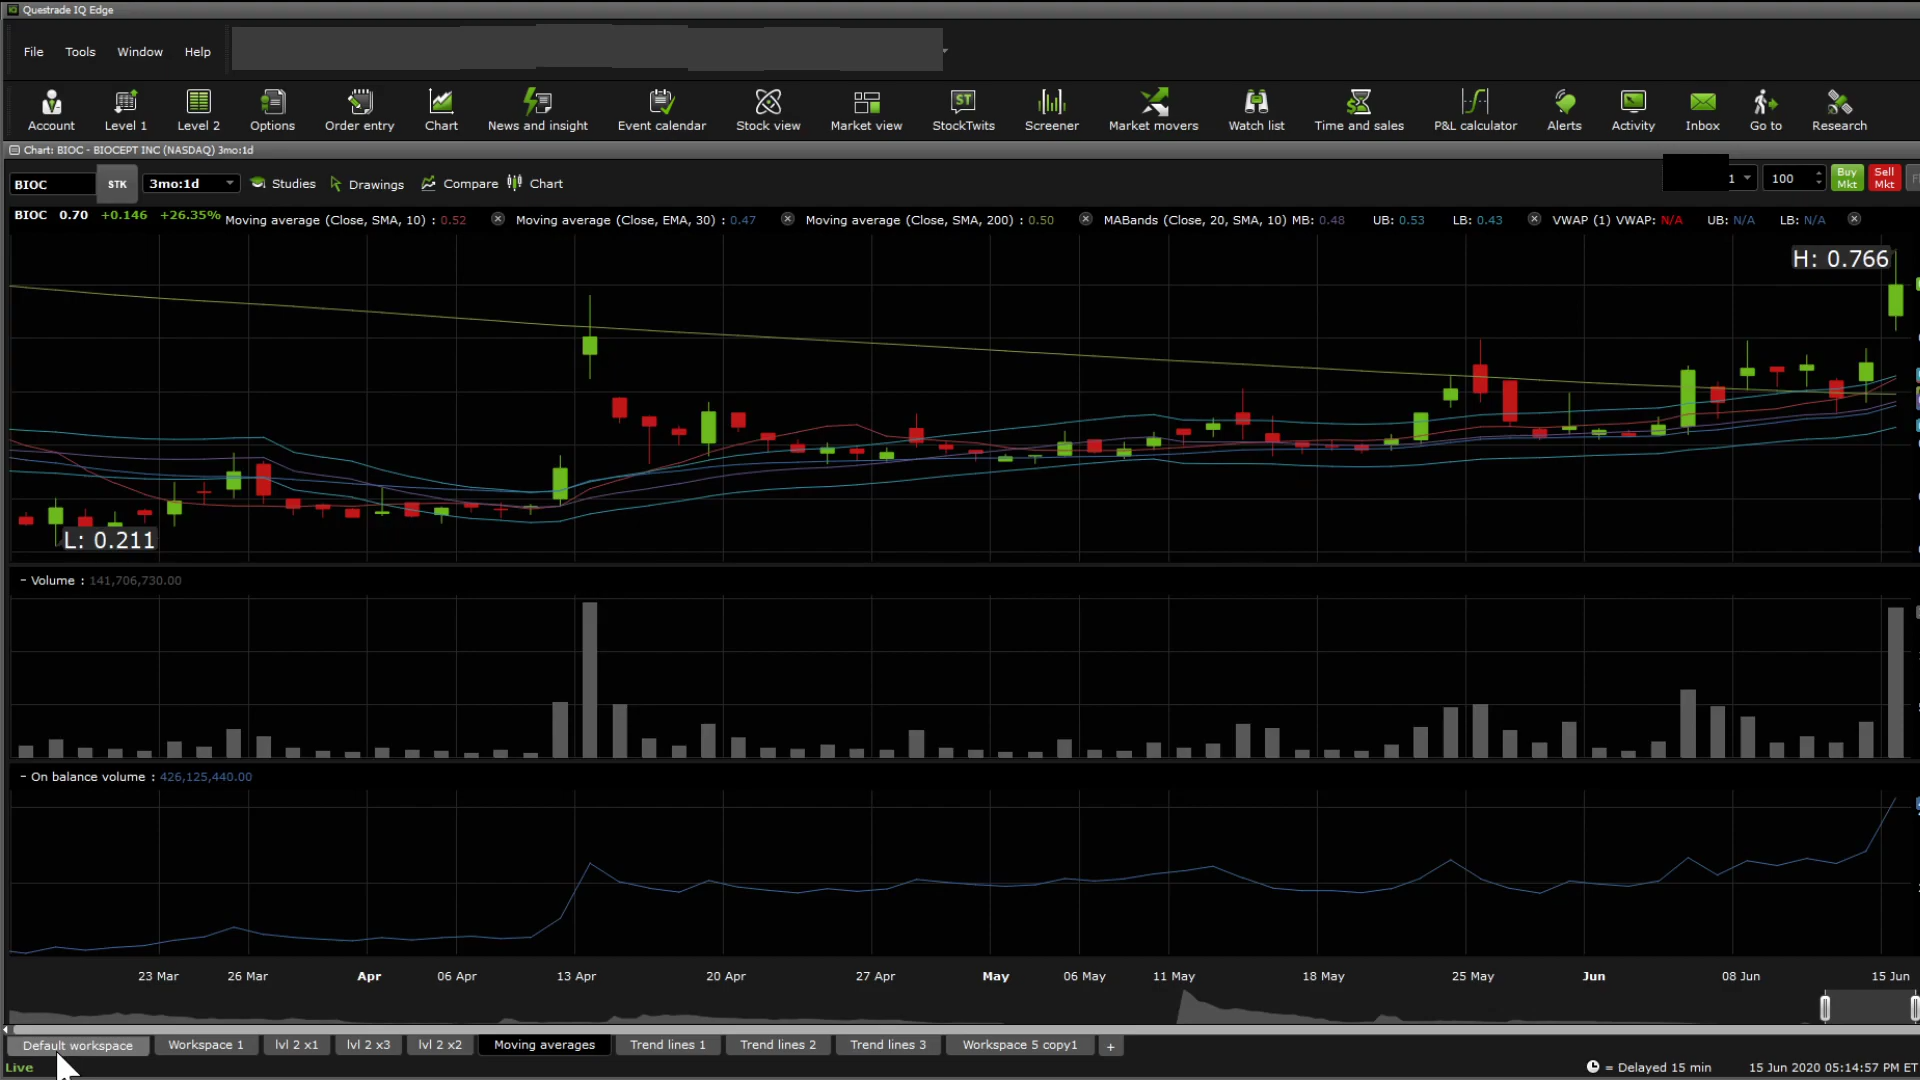 Questrade IQ Edge
File Tools Window Help
Account Level 1 Level 2 Options Order entry Chart News and insight Event calendar Stock view Market view StockTwits Screener Market movers Watch list Time and sales P&L calculator Alerts Activity Inbox Go to Research
Chart: BIOC - BIOCEPT INC (NASDAQ) 3mo:1d
BIOC STK 3mo:1d Studies Drawings Compare Chart 1 100 Buy Mkt Sell Mkt
BIOC 0.70 +0.146 +26.35% Moving average (Close, SMA, 10) : 0.52 Moving average (Close, EMA, 30) : 0.47 Moving average (Close, SMA, 200) : 0.50 MABands (Close, 20, SMA, 10) MB: 0.48 UB: 0.53 LB: 0.43 VWAP (1) VWAP: N/A UB: N/A LB: N/A
H: 0.766
L: 0.211
- Volume : 141,706,730.00
- On balance volume : 426,125,440.00
23 Mar 26 Mar Apr 06 Apr 13 Apr 20 Apr 27 Apr May 06 May 11 May 18 May 25 May Jun 08 Jun 15 Jun
Default workspace Workspace 1 lvl 2 x1 lvl 2 x3 lvl 2 x2 Moving averages Trend lines 1 Trend lines 2 Trend lines 3 Workspace 5 copy1 +
Live = Delayed 15 min 15 Jun 2020 05:14:57 PM ET